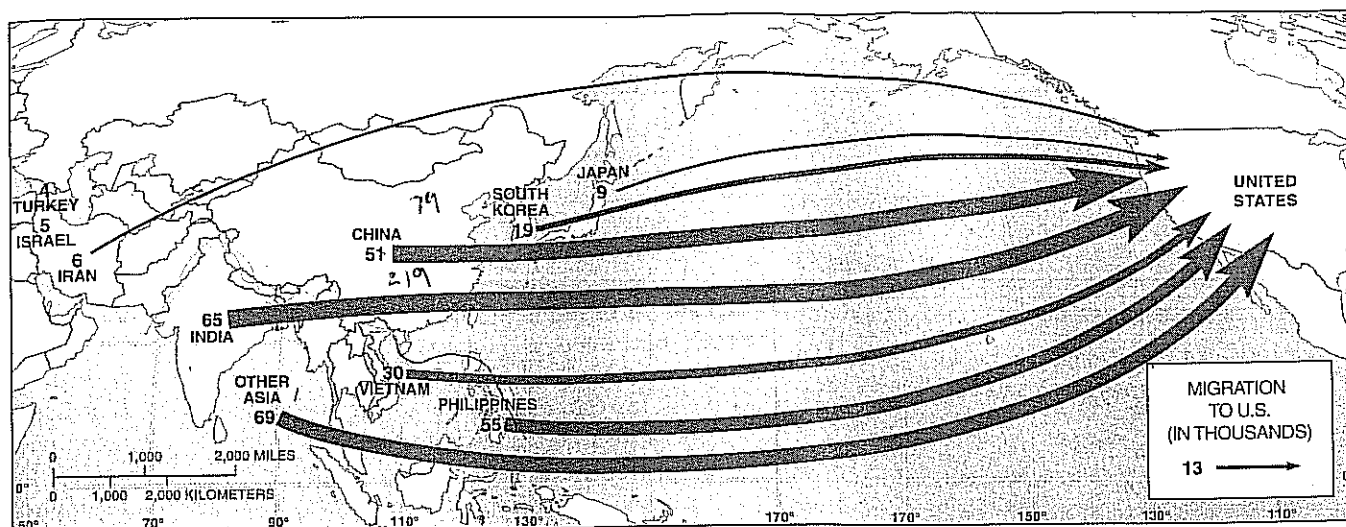 4
TURKEY
5
ISRAEL
6
IRAN
79
CHINA
51
219
SOUTH
KOREA
19
JAPAN
9
UNITED
STATES
65
INDIA
30
VIETNAM
OTHER
ASIA
69
PHILIPPINES
55
MIGRATION
TO U.S.
(IN THOUSANDS)
13
0 1,000 2,000 MILES
0 1,000 2,000 KILOMETERS
0°
0°
50° 70° 90° 110° 130° 170° 150° 130° 110°